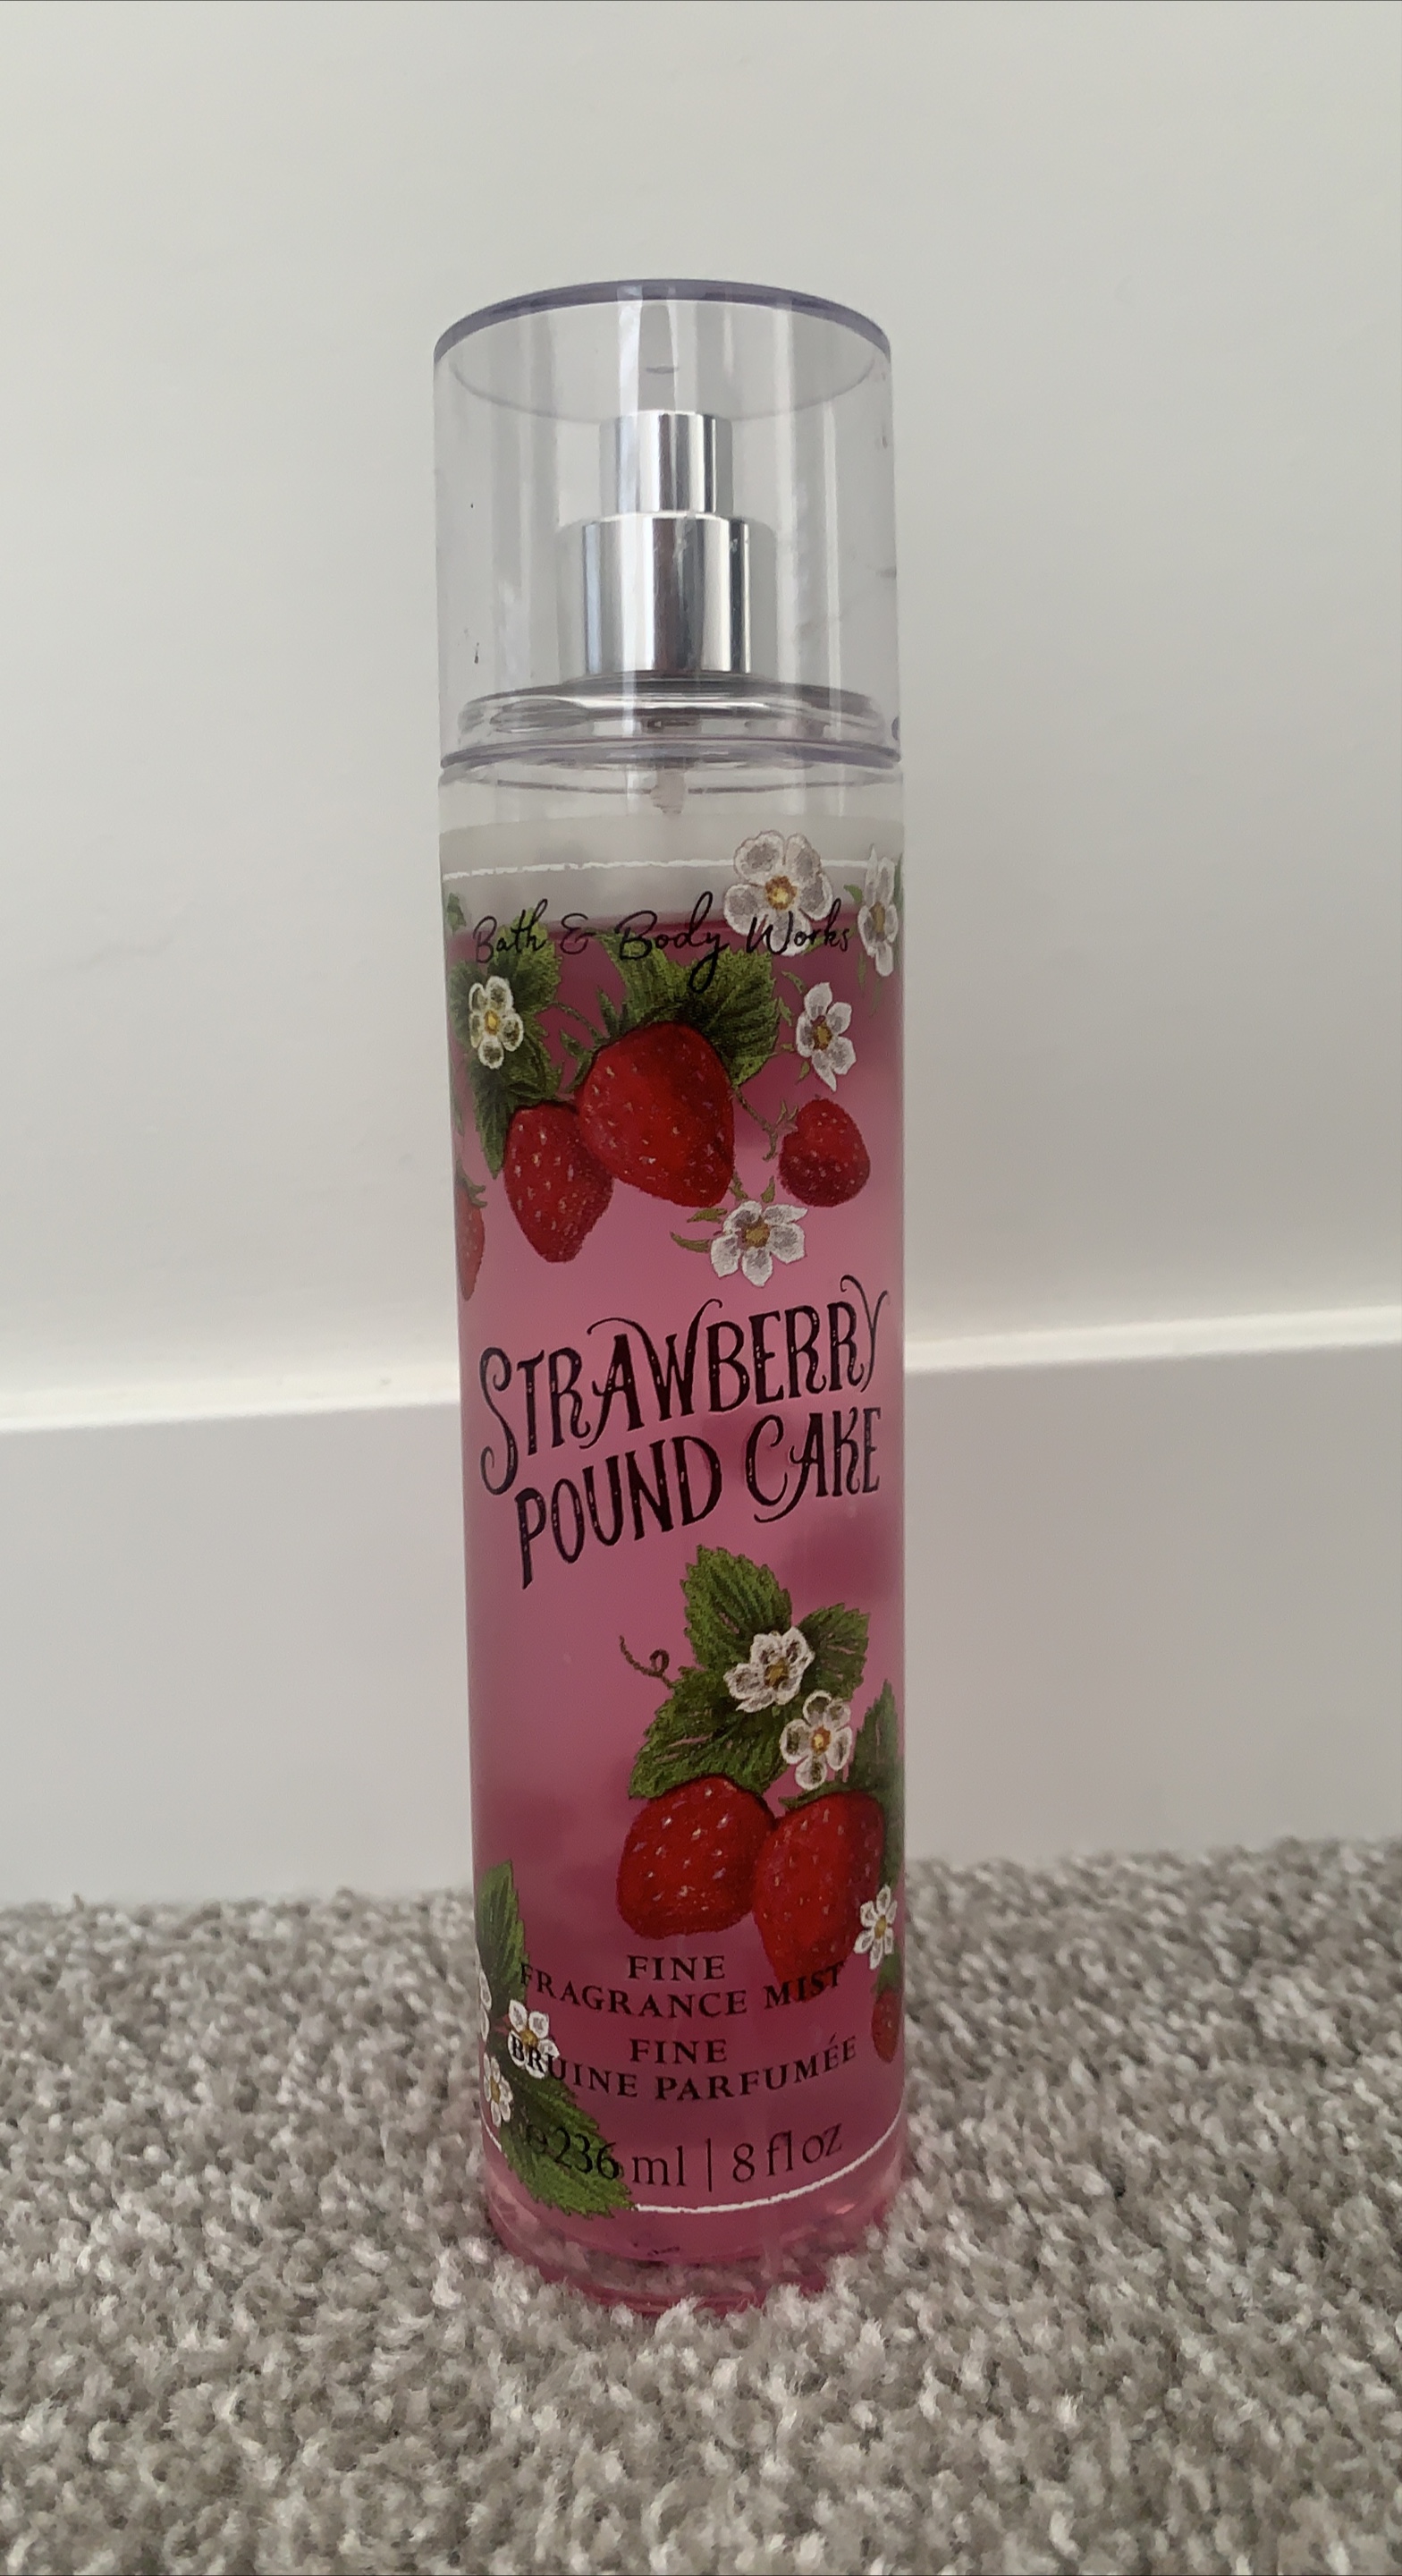 Bath & Body Works
STRAWBERRY
POUND CAKE
FINE
FRAGRANCE MIST
FINE
BRUINE PARFUMÉE
℮236 ml | 8 fl oz